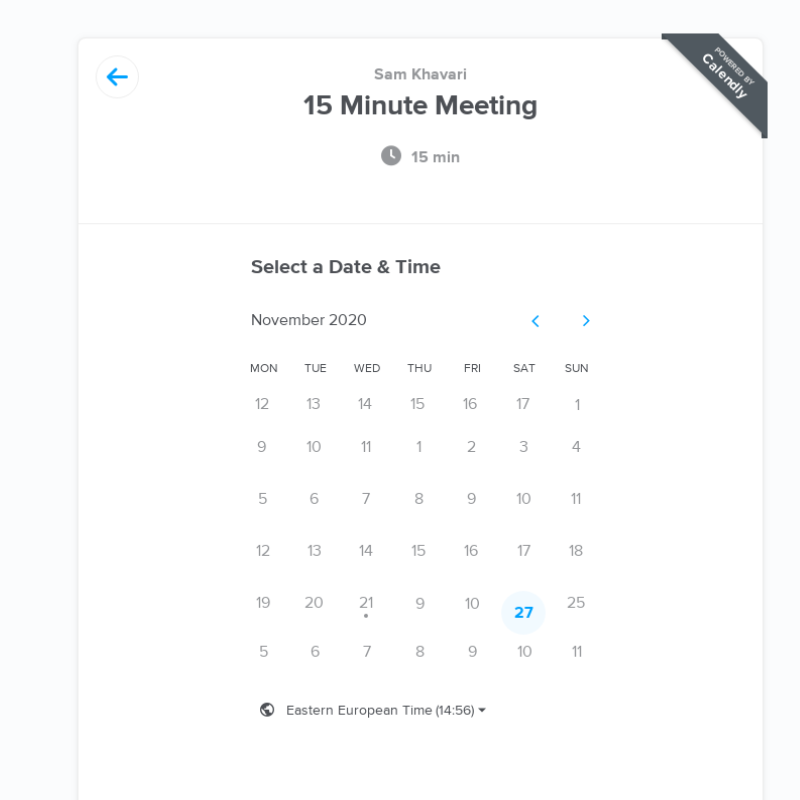 POWERED BY
Calendly
Sam Khavari
15 Minute Meeting
15 min
Select a Date & Time
November 2020
MON TUE WED THU FRI SAT SUN
12 13 14 15 16 17 1
9 10 11 1 2 3 4
5 6 7 8 9 10 11
12 13 14 15 16 17 18
19 20 21 9 10 27 25
5 6 7 8 9 10 11
Eastern European Time (14:56)